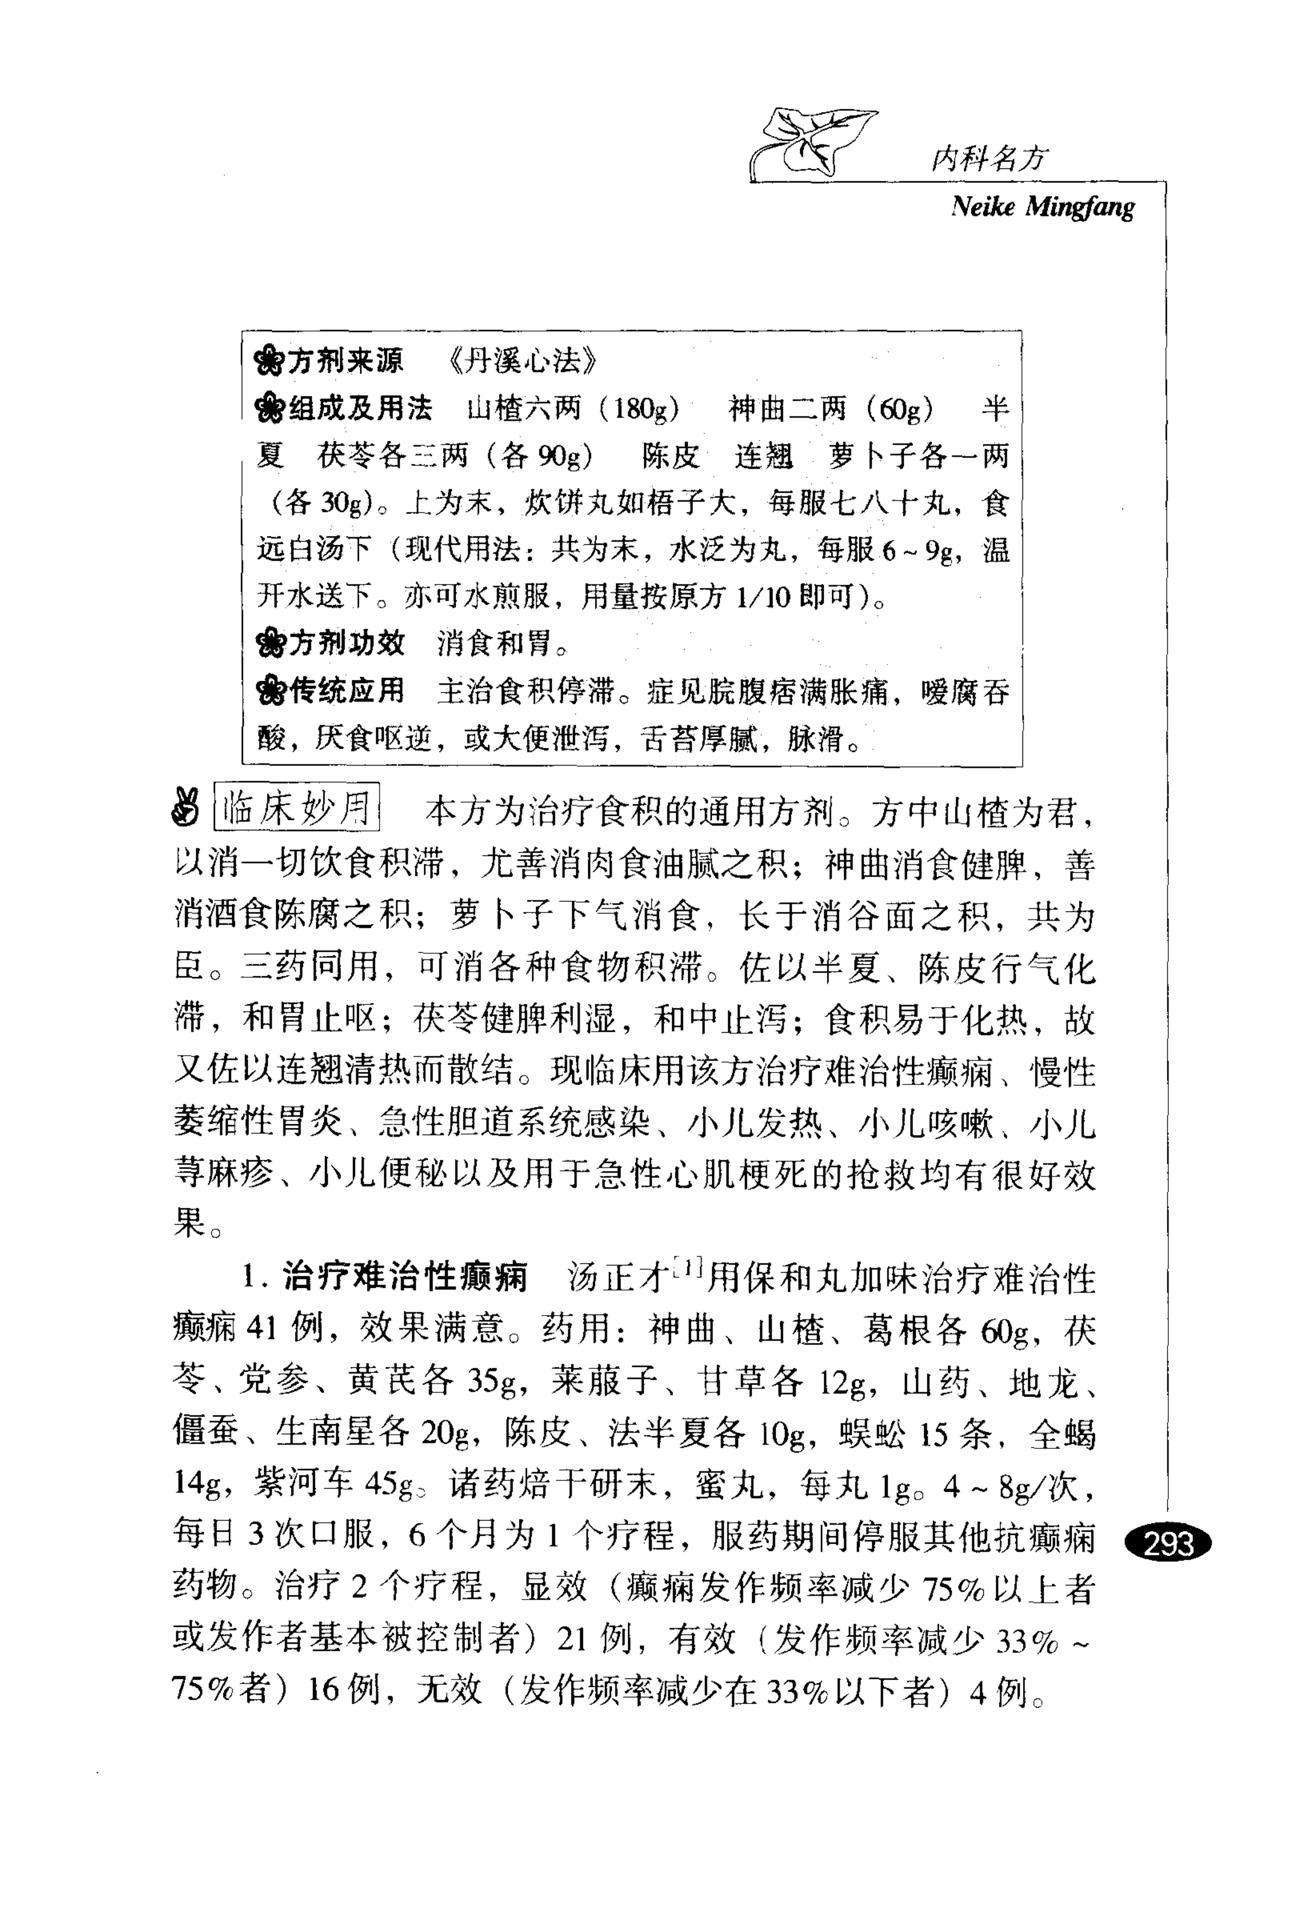 内科名方
Neike Mingfang
方剂来源 《丹溪心法》
组成及用法 山楂六两(180g) 神曲二两(60g) 半
夏 茯苓各三两(各90g) 陈皮 连翘 萝卜子各一两
(各30g)。上为末，炊饼丸如梧子大，每服七八十丸，食
远白汤下(现代用法：共为末，水泛为丸，每服6~9g，温
开水送下。亦可水煎服，用量按原方1/10即可)。
方剂功效 消食和胃。
传统应用 主治食积停滞。症见脘腹痞满胀痛，嗳腐吞
酸，厌食呕逆，或大便泄泻，舌苔厚腻，脉滑。
临床妙用 本方为治疗食积的通用方剂。方中山楂为君，
以消一切饮食积滞，尤善消肉食油腻之积；神曲消食健脾，善
消酒食陈腐之积；萝卜子下气消食，长于消谷面之积，共为
臣。三药同用，可消各种食物积滞。佐以半夏、陈皮行气化
滞，和胃止呕；茯苓健脾利湿，和中止泻；食积易于化热，故
又佐以连翘清热而散结。现临床用该方治疗难治性癫痫、慢性
萎缩性胃炎、急性胆道系统感染、小儿发热、小儿咳嗽、小儿
荨麻疹、小儿便秘以及用于急性心肌梗死的抢救均有很好效
果。
1. 治疗难治性癫痫 汤正才[1]用保和丸加味治疗难治性
癫痫41例，效果满意。药用：神曲、山楂、葛根各60g，茯
苓、党参、黄芪各35g，莱菔子、甘草各12g，山药、地龙、
僵蚕、生南星各20g，陈皮、法半夏各10g，蜈蚣15条，全蝎
14g，紫河车45g。诸药焙干研末，蜜丸，每丸1g。4~8g/次，
每日3次口服，6个月为1个疗程，服药期间停服其他抗癫痫
药物。治疗2个疗程，显效(癫痫发作频率减少75%以上者
或发作者基本被控制者)21例，有效(发作频率减少33%~
75%者)16例，无效(发作频率减少在33%以下者)4例。
293